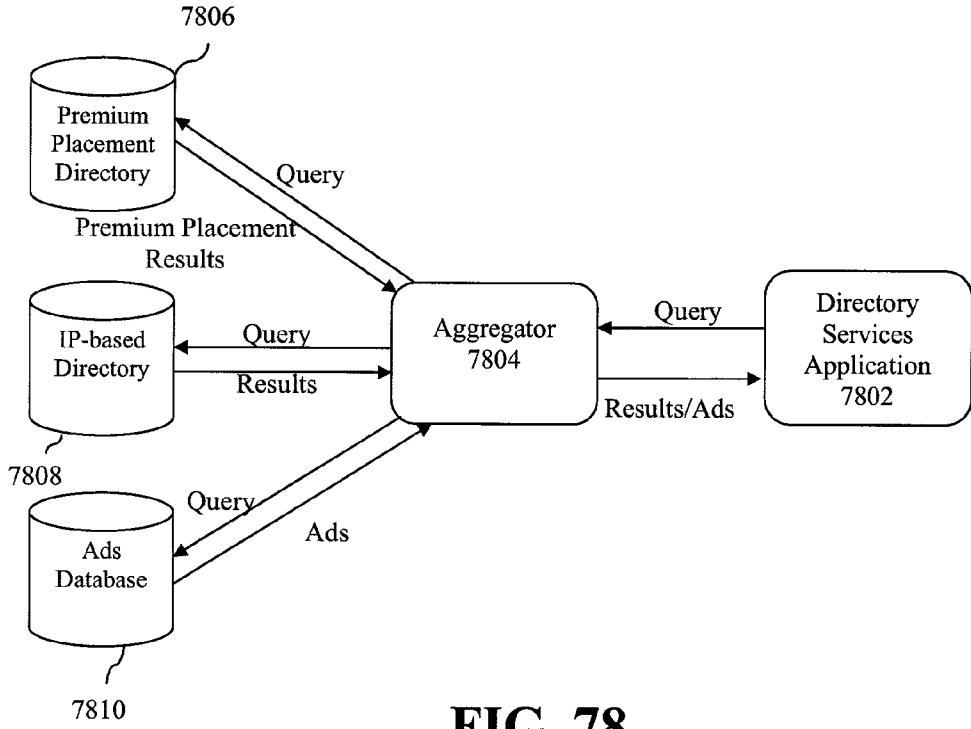 7806
Premium
Placement
Directory
Query
Premium Placement
Results
IP-based
Directory
Query
Results
7808
Aggregator
7804
Query
Results/Ads
Directory
Services
Application
7802
Query
Ads
Ads
Database
7810
FIG. 78